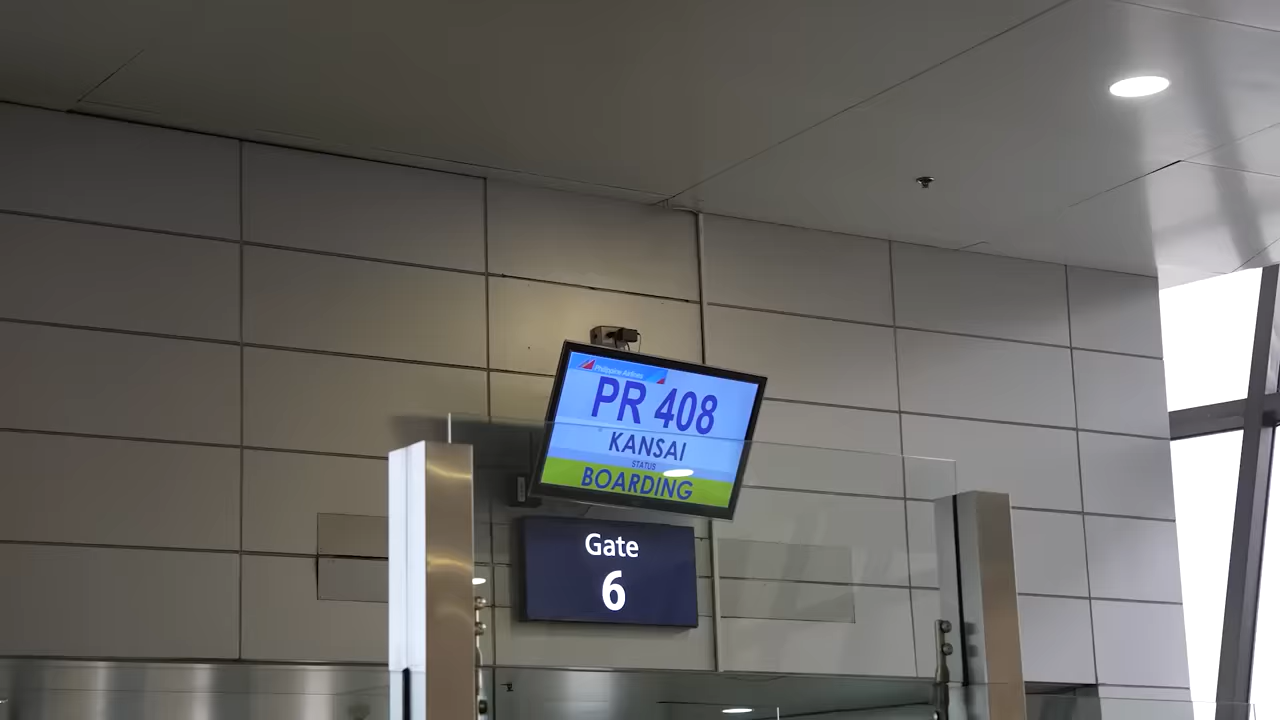 Philippine Airlines
PR 408
KANSAI
STATUS
BOARDING
Gate
6